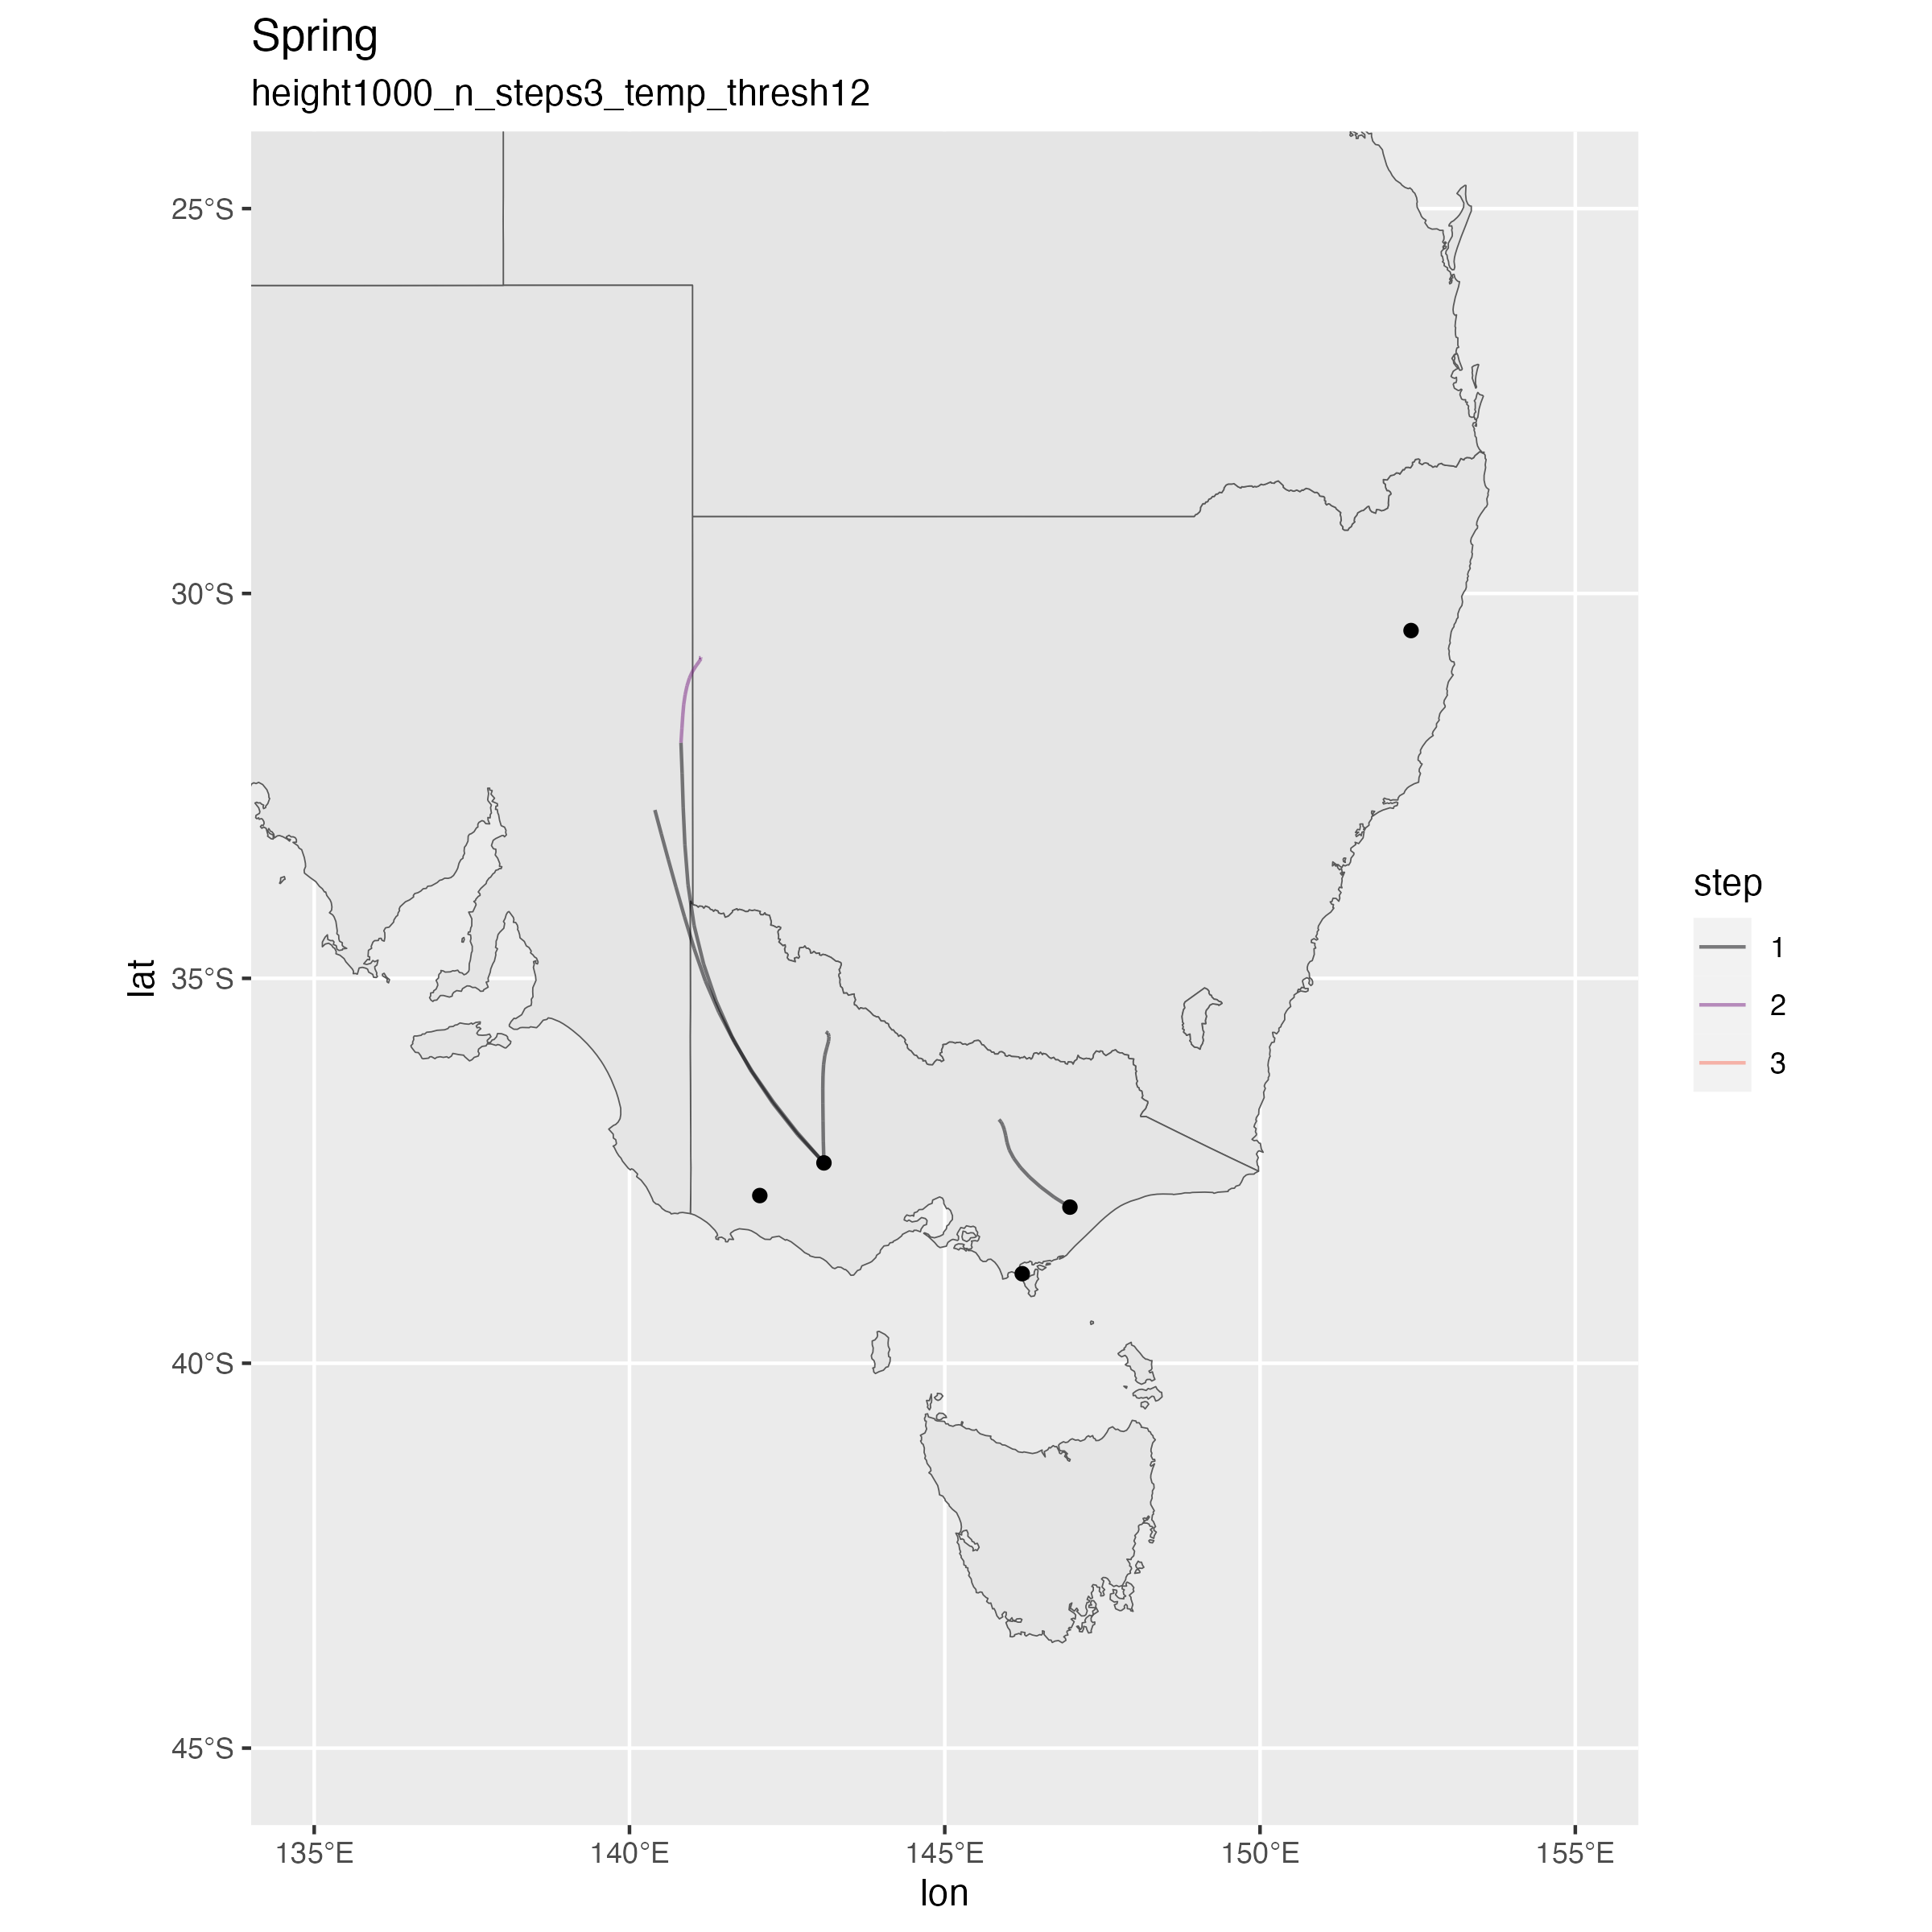 Spring
height1000_n_steps3_temp_thresh12
25°S
30°S
35°S
40°S
45°S
lat
135°E
140°E
145°E
150°E
155°E
lon
step
1
2
3